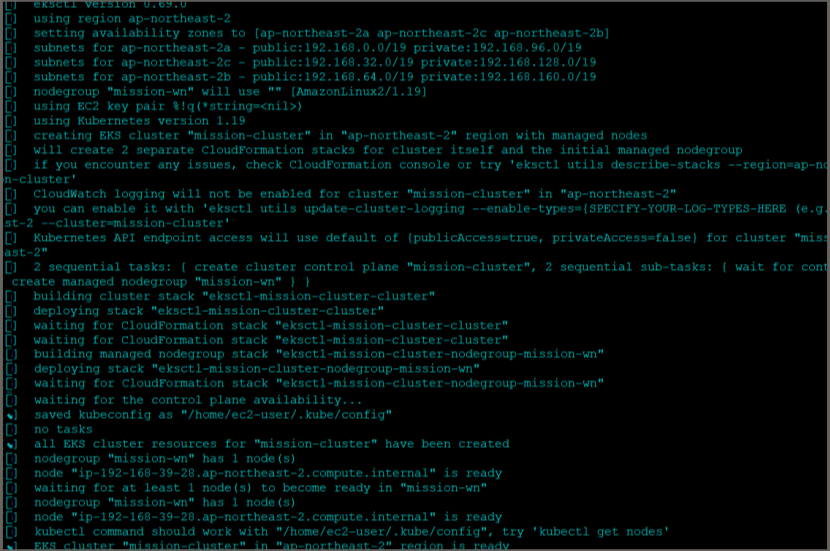 [ ]  eksctl version 0.69.0
[ ]  using region ap-northeast-2
[ ]  setting availability zones to [ap-northeast-2a ap-northeast-2c ap-northeast-2b]
[ ]  subnets for ap-northeast-2a - public:192.168.0.0/19 private:192.168.96.0/19
[ ]  subnets for ap-northeast-2c - public:192.168.32.0/19 private:192.168.128.0/19
[ ]  subnets for ap-northeast-2b - public:192.168.64.0/19 private:192.168.160.0/19
[ ]  nodegroup "mission-wn" will use "" [AmazonLinux2/1.19]
[ ]  using EC2 key pair %!q(*string=<nil>)
[ ]  using Kubernetes version 1.19
[ ]  creating EKS cluster "mission-cluster" in "ap-northeast-2" region with managed nodes
[ ]  will create 2 separate CloudFormation stacks for cluster itself and the initial managed nodegroup
[ ]  if you encounter any issues, check CloudFormation console or try 'eksctl utils describe-stacks --region=ap-no
n-cluster'
[ ]  CloudWatch logging will not be enabled for cluster "mission-cluster" in "ap-northeast-2"
[ ]  you can enable it with 'eksctl utils update-cluster-logging --enable-types={SPECIFY-YOUR-LOG-TYPES-HERE (e.g.
st-2 --cluster=mission-cluster'
[ ]  Kubernetes API endpoint access will use default of {publicAccess=true, privateAccess=false} for cluster "miss
ast-2"
[ ]  2 sequential tasks: { create cluster control plane "mission-cluster", 2 sequential sub-tasks: { wait for cont
 create managed nodegroup "mission-wn" } }
[ ]  building cluster stack "eksctl-mission-cluster-cluster"
[ ]  deploying stack "eksctl-mission-cluster-cluster"
[ ]  waiting for CloudFormation stack "eksctl-mission-cluster-cluster"
[ ]  waiting for CloudFormation stack "eksctl-mission-cluster-cluster"
[ ]  building managed nodegroup stack "eksctl-mission-cluster-nodegroup-mission-wn"
[ ]  deploying stack "eksctl-mission-cluster-nodegroup-mission-wn"
[ ]  waiting for CloudFormation stack "eksctl-mission-cluster-nodegroup-mission-wn"
[ ]  waiting for the control plane availability...
]  saved kubeconfig as "/home/ec2-user/.kube/config"
[ ]  no tasks
]  all EKS cluster resources for "mission-cluster" have been created
[ ]  nodegroup "mission-wn" has 1 node(s)
[ ]  node "ip-192-168-39-28.ap-northeast-2.compute.internal" is ready
[ ]  waiting for at least 1 node(s) to become ready in "mission-wn"
[ ]  nodegroup "mission-wn" has 1 node(s)
[ ]  node "ip-192-168-39-28.ap-northeast-2.compute.internal" is ready
[ ]  kubectl command should work with "/home/ec2-user/.kube/config", try 'kubectl get nodes'
]  EKS cluster "mission-cluster" in "ap-northeast-2" region is ready